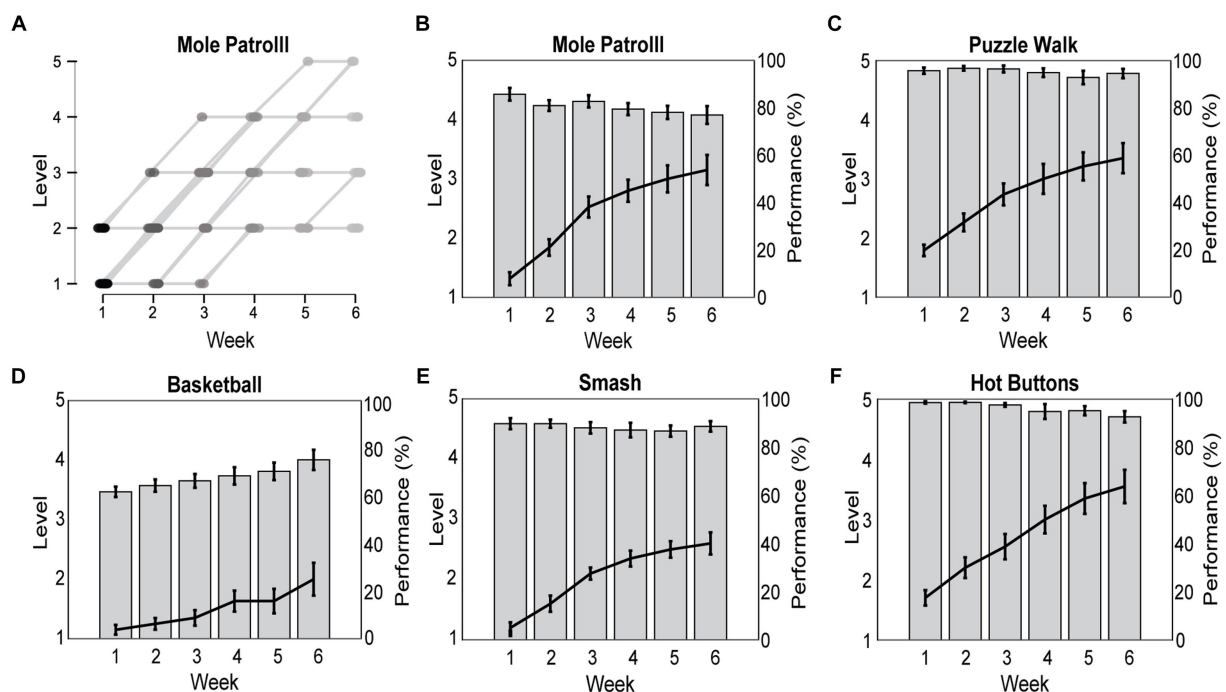 A
Mole Patrolll
5
4
3
2
1
Level
1 2 3 4 5 6
Week
B
Mole Patrolll
5
4
3
2
1
Level
100
80
60
40
20
0
Performance (%)
1 2 3 4 5 6
Week
C
Puzzle Walk
5
4
3
2
1
Level
100
80
60
40
20
0
Performance (%)
1 2 3 4 5 6
Week
D
Basketball
5
4
3
2
1
Level
100
80
60
40
20
0
Performance (%)
1 2 3 4 5 6
Week
E
Smash
5
4
3
2
1
Level
100
80
60
40
20
0
Performance (%)
1 2 3 4 5 6
Week
F
Hot Buttons
5
4
3
2
1
Level
100
80
60
40
20
0
Performance (%)
1 2 3 4 5 6
Week